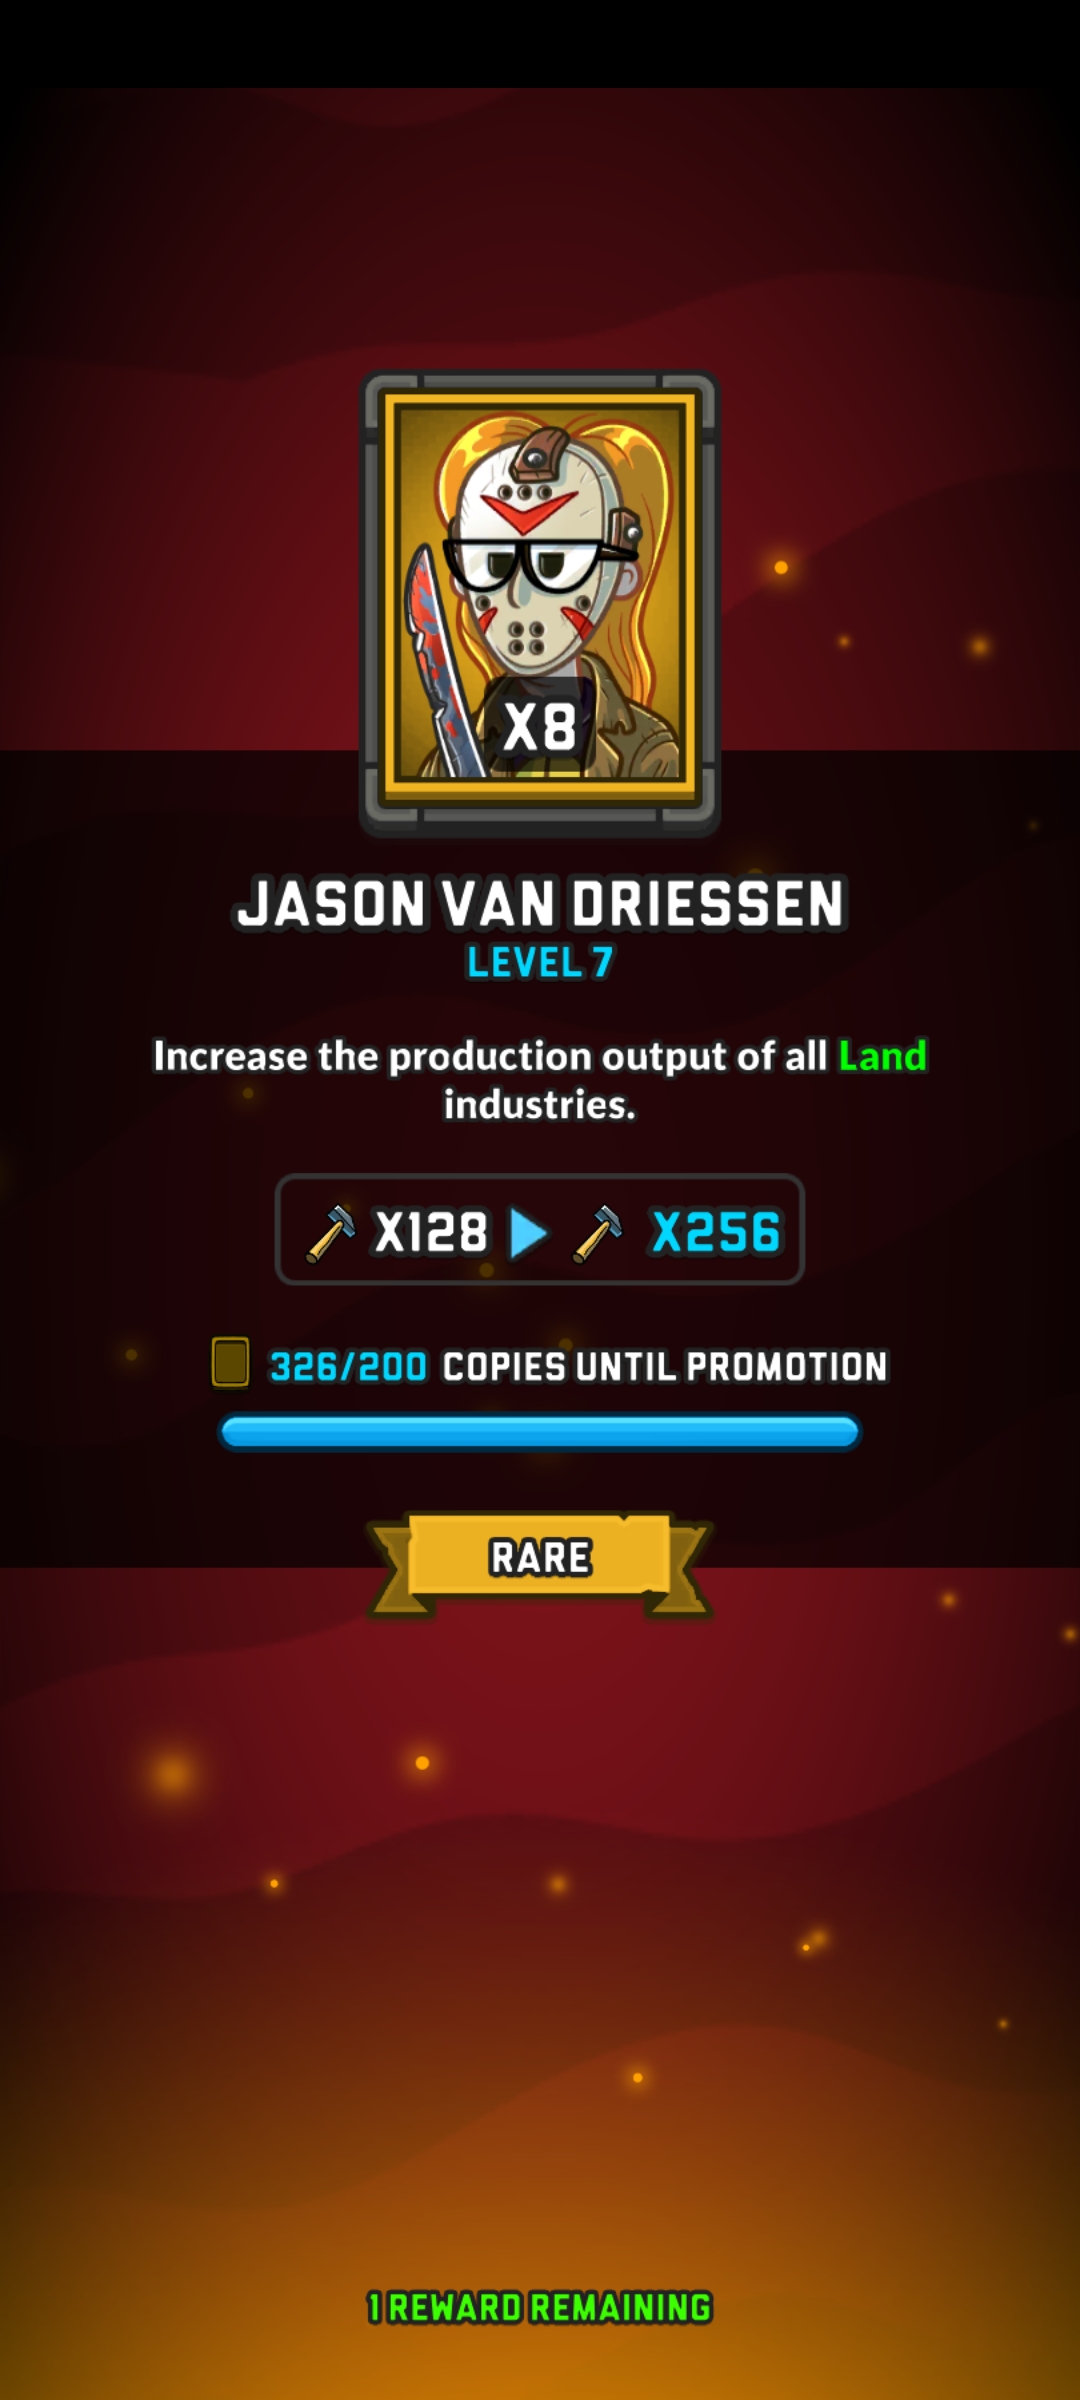 X8
JASON VAN DRIESSEN
LEVEL 7
Increase the production output of all Land
industries.
X128 X256
326/200 COPIES UNTIL PROMOTION
RARE
1 REWARD REMAINING